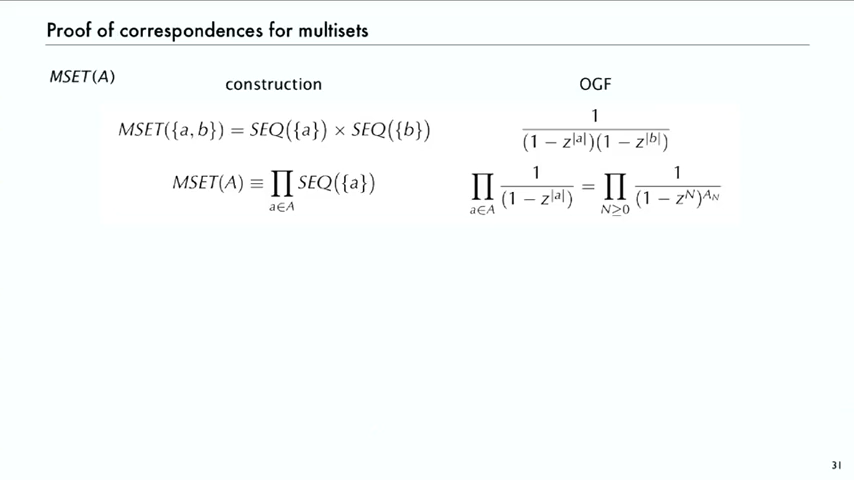 Proof of correspondences for multisets
MSET(A)
construction OGF
MSET({a, b}) = SEQ({a}) × SEQ({b}) 1/((1 − z^|a|)(1 − z^|b|))
MSET(A) ≡ ∏_{a∈A} SEQ({a}) ∏_{a∈A} 1/(1 − z^|a|) = ∏_{N≥0} 1/(1 − z^N)^{A_N}
31